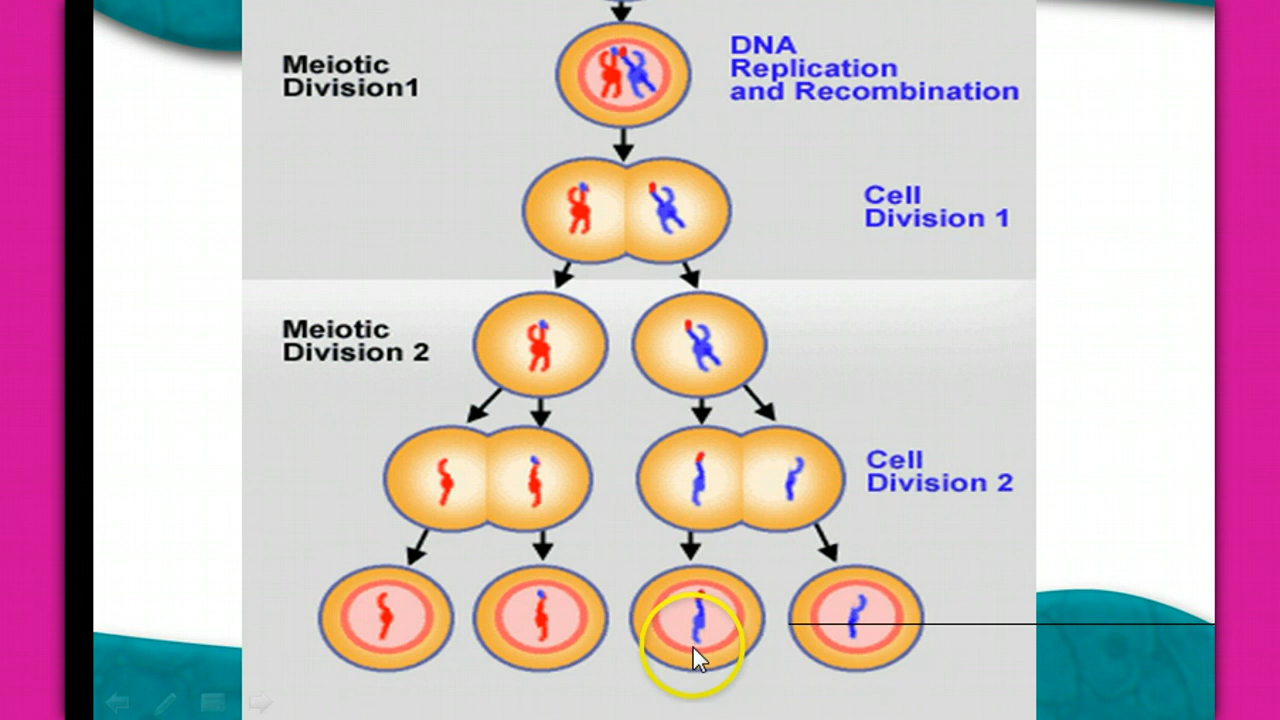 Meiotic
Division1
DNA
Replication
and Recombination
Cell
Division 1
Meiotic
Division 2
Cell
Division 2